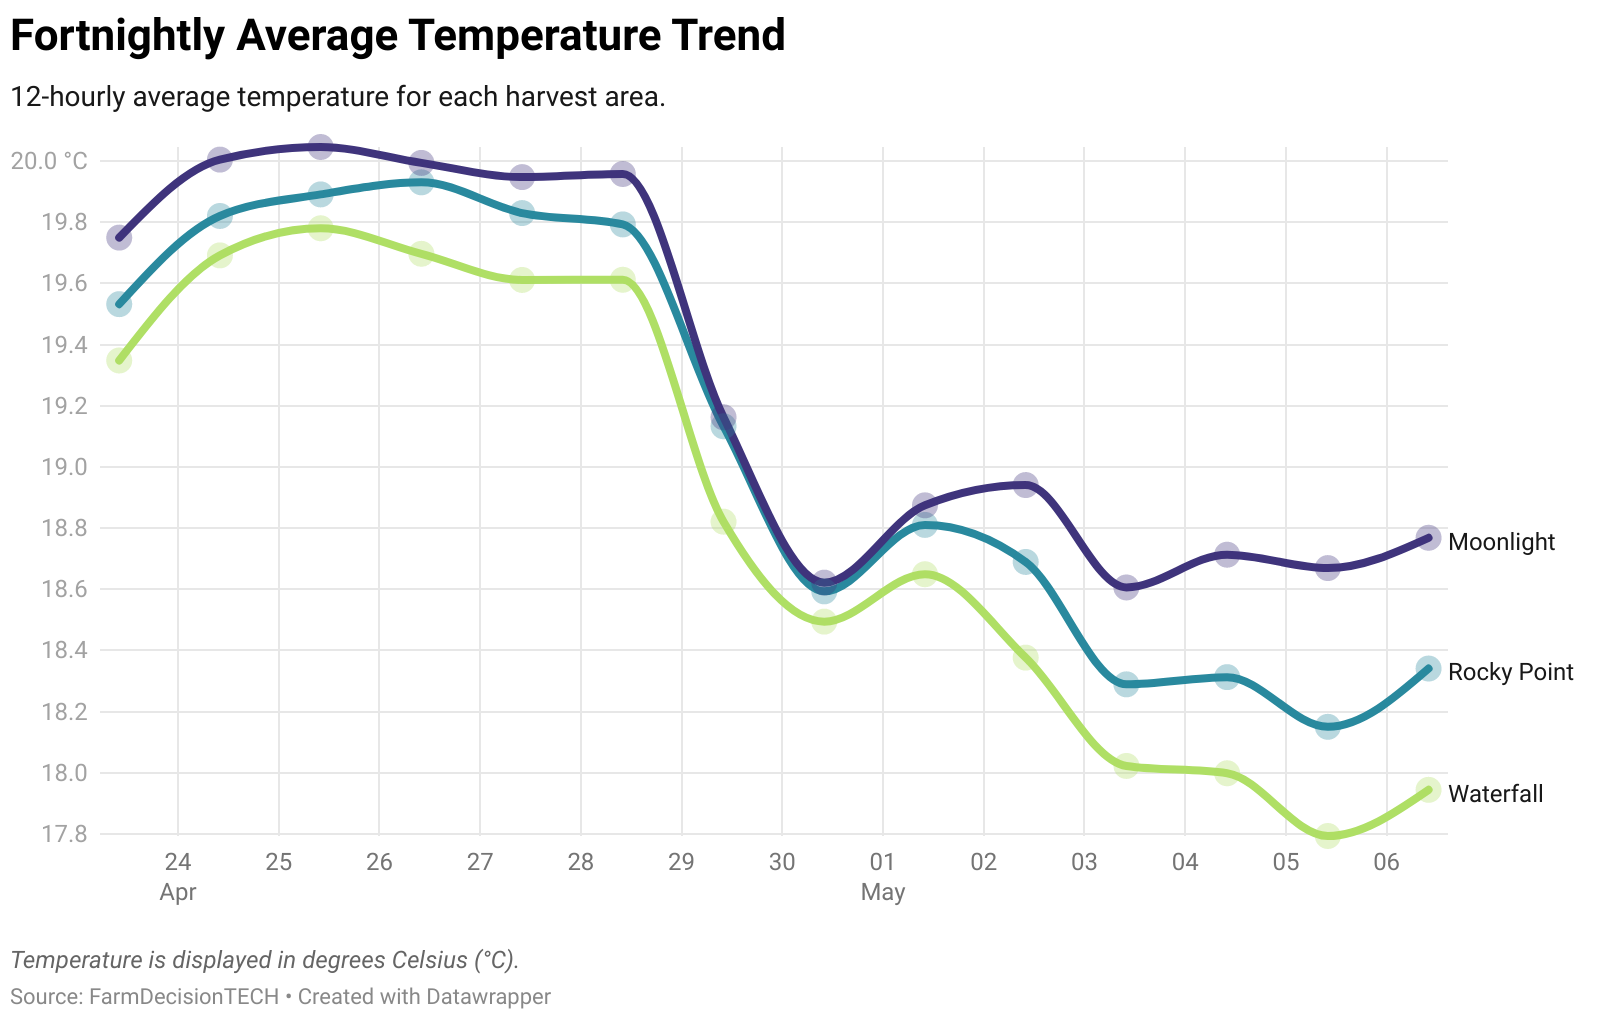 Fortnightly Average Temperature Trend
12-hourly average temperature for each harvest area.
20.0 °C
19.8
19.6
19.4
19.2
19.0
18.8
18.6
18.4
18.2
18.0
17.8
Moonlight
Rocky Point
Waterfall
24 25 26 27 28 29 30 01 02 03 04 05 06
Apr May
Temperature is displayed in degrees Celsius (°C).
Source: FarmDecisionTECH • Created with Datawrapper